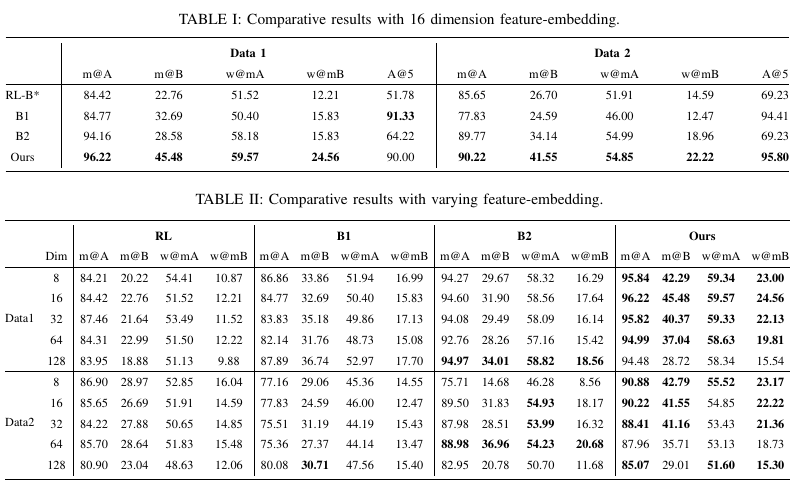 TABLE I: Comparative results with 16 dimension feature-embedding.
Data 1 Data 2
m@A m@B w@mA w@mB A@5 m@A m@B w@mA w@mB A@5
RL-B* 84.42 22.76 51.52 12.21 51.78 85.65 26.70 51.91 14.59 69.23
B1 84.77 32.69 50.40 15.83 91.33 77.83 24.59 46.00 12.47 94.41
B2 94.16 28.58 58.18 15.83 64.22 89.77 34.14 54.99 18.96 69.23
Ours 96.22 45.48 59.57 24.56 90.00 90.22 41.55 54.85 22.22 95.80
TABLE II: Comparative results with varying feature-embedding.
RL B1 B2 Ours
Dim m@A m@B w@mA w@mB m@A m@B w@mA w@mB m@A m@B w@mA w@mB m@A m@B w@mA w@mB
8 84.21 20.22 54.41 10.87 86.86 33.86 51.94 16.99 94.27 29.67 58.32 16.29 95.84 42.29 59.34 23.00
16 84.42 22.76 51.52 12.21 84.77 32.69 50.40 15.83 94.60 31.90 58.56 17.64 96.22 45.48 59.57 24.56
Data1 32 87.46 21.64 53.49 11.52 83.83 35.18 49.86 17.13 94.08 29.49 58.09 16.14 95.82 40.37 59.33 22.13
64 84.31 22.99 51.50 12.22 82.14 31.76 48.73 15.08 92.76 28.26 57.16 15.42 94.99 37.04 58.63 19.81
128 83.95 18.88 51.13 9.88 87.89 36.74 52.97 17.70 94.97 34.01 58.82 18.56 94.48 28.72 58.34 15.54
8 86.90 28.97 52.85 16.04 77.16 29.06 45.36 14.55 75.71 14.68 46.28 8.56 90.88 42.79 55.52 23.17
16 85.65 26.69 51.91 14.59 77.83 24.59 46.00 12.47 89.50 31.83 54.93 18.17 90.22 41.55 54.85 22.22
Data2 32 84.22 27.88 50.65 14.85 75.51 31.19 44.19 15.43 87.98 28.51 53.99 16.32 88.41 41.16 53.43 21.36
64 85.70 28.64 51.83 15.48 75.36 27.37 44.14 13.47 88.98 36.96 54.23 20.68 87.96 35.71 53.13 18.73
128 80.90 23.04 48.63 12.06 80.08 30.71 47.56 15.40 82.95 20.78 50.70 11.68 85.07 29.01 51.60 15.30